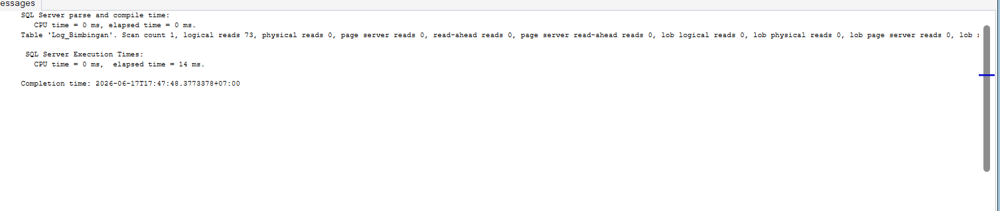 essages
SQL Server parse and compile time:
CPU time = 0 ms, elapsed time = 0 ms.
Table 'Log_Bimbingan'. Scan count 1, logical reads 73, physical reads 0, page server reads 0, read-ahead reads 0, page server read-ahead reads 0, lob logical reads 0, lob physical reads 0, lob page server reads 0, lob
SQL Server Execution Times:
CPU time = 0 ms, elapsed time = 14 ms.
Completion time: 2026-06-17T17:47:48.3773378+07:00